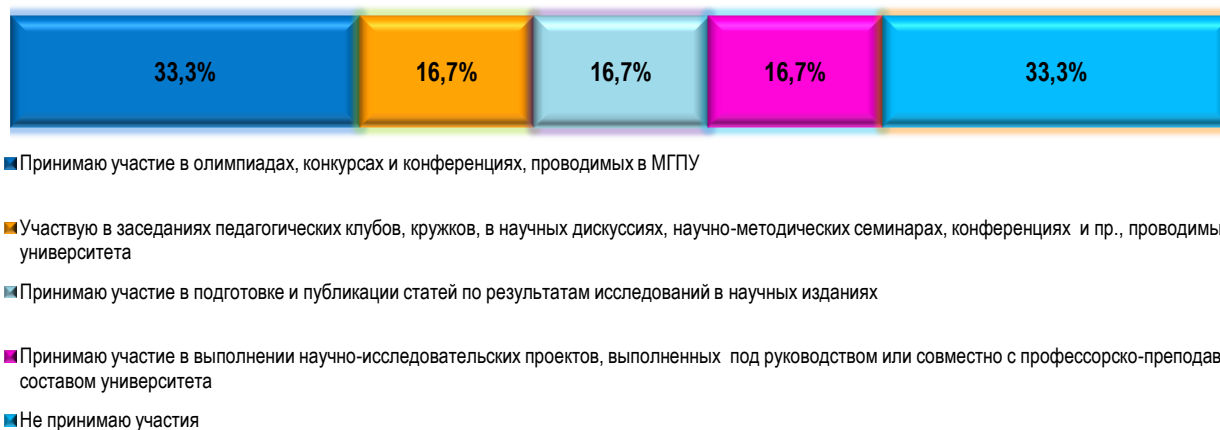 33,3% 16,7% 16,7% 16,7% 33,3%
Принимаю участие в олимпиадах, конкурсах и конференциях, проводимых в МГПУ
Участвую в заседаниях педагогических клубов, кружков, в научных дискуссиях, научно-методических семинарах, конференциях и пр., проводимы
университета
Принимаю участие в подготовке и публикации статей по результатам исследований в научных изданиях
Принимаю участие в выполнении научно-исследовательских проектов, выполненных под руководством или совместно с профессорско-преподав
составом университета
Не принимаю участия